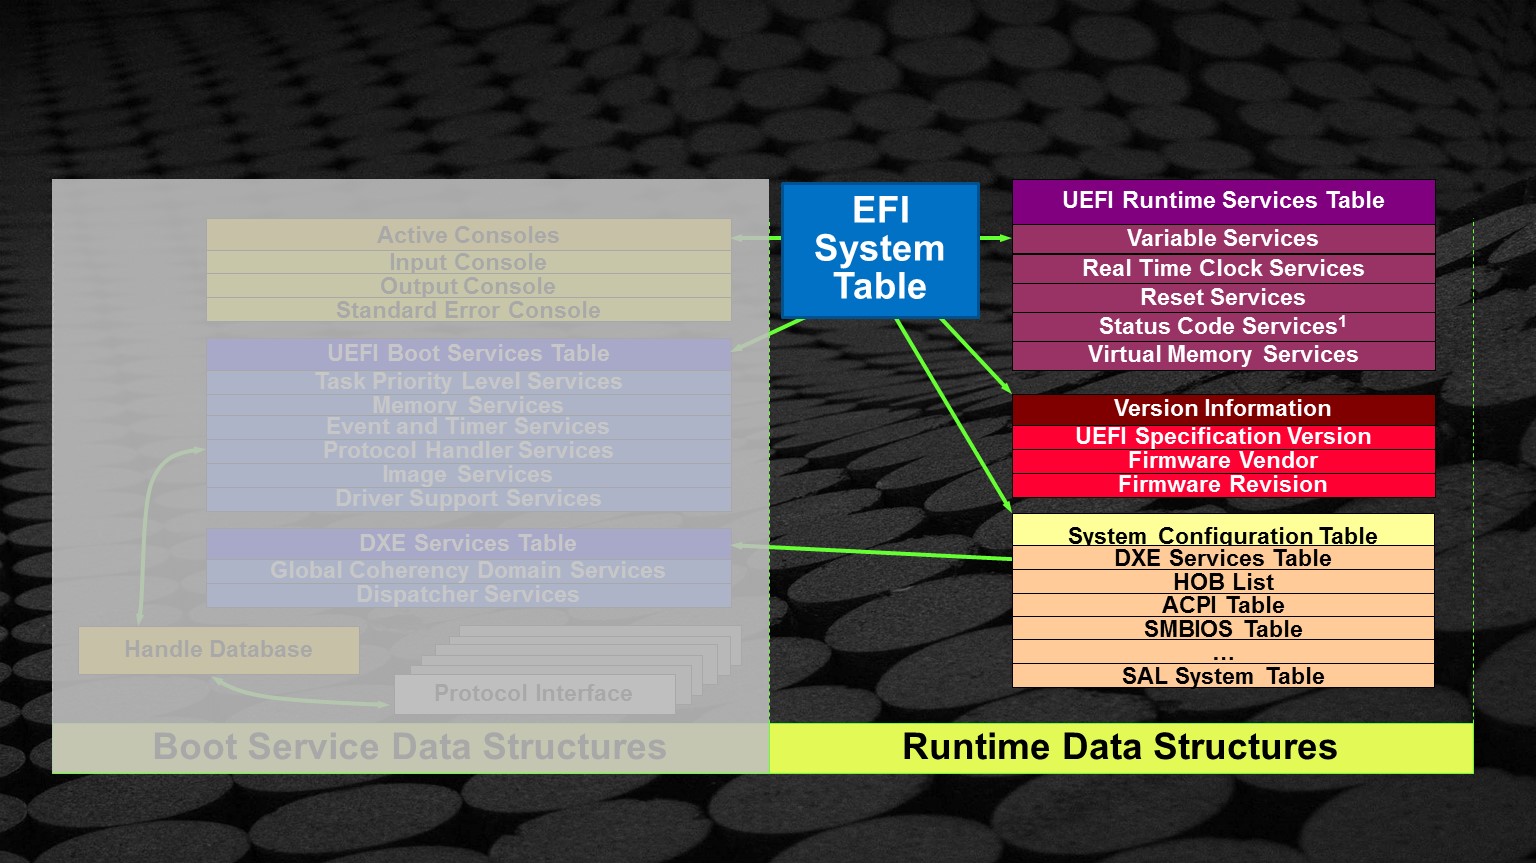 Active Consoles
Input Console
Output Console
Standard Error Console
UEFI Boot Services Table
Task Priority Level Services
Memory Services
Event and Timer Services
Protocol Handler Services
Image Services
Driver Support Services
DXE Services Table
Global Coherency Domain Services
Dispatcher Services
Handle Database
Protocol Interface
Boot Service Data Structures
EFI
System
Table
UEFI Runtime Services Table
Variable Services
Real Time Clock Services
Reset Services
Status Code Services¹
Virtual Memory Services
Version Information
UEFI Specification Version
Firmware Vendor
Firmware Revision
System Configuration Table
DXE Services Table
HOB List
ACPI Table
SMBIOS Table
...
SAL System Table
Runtime Data Structures